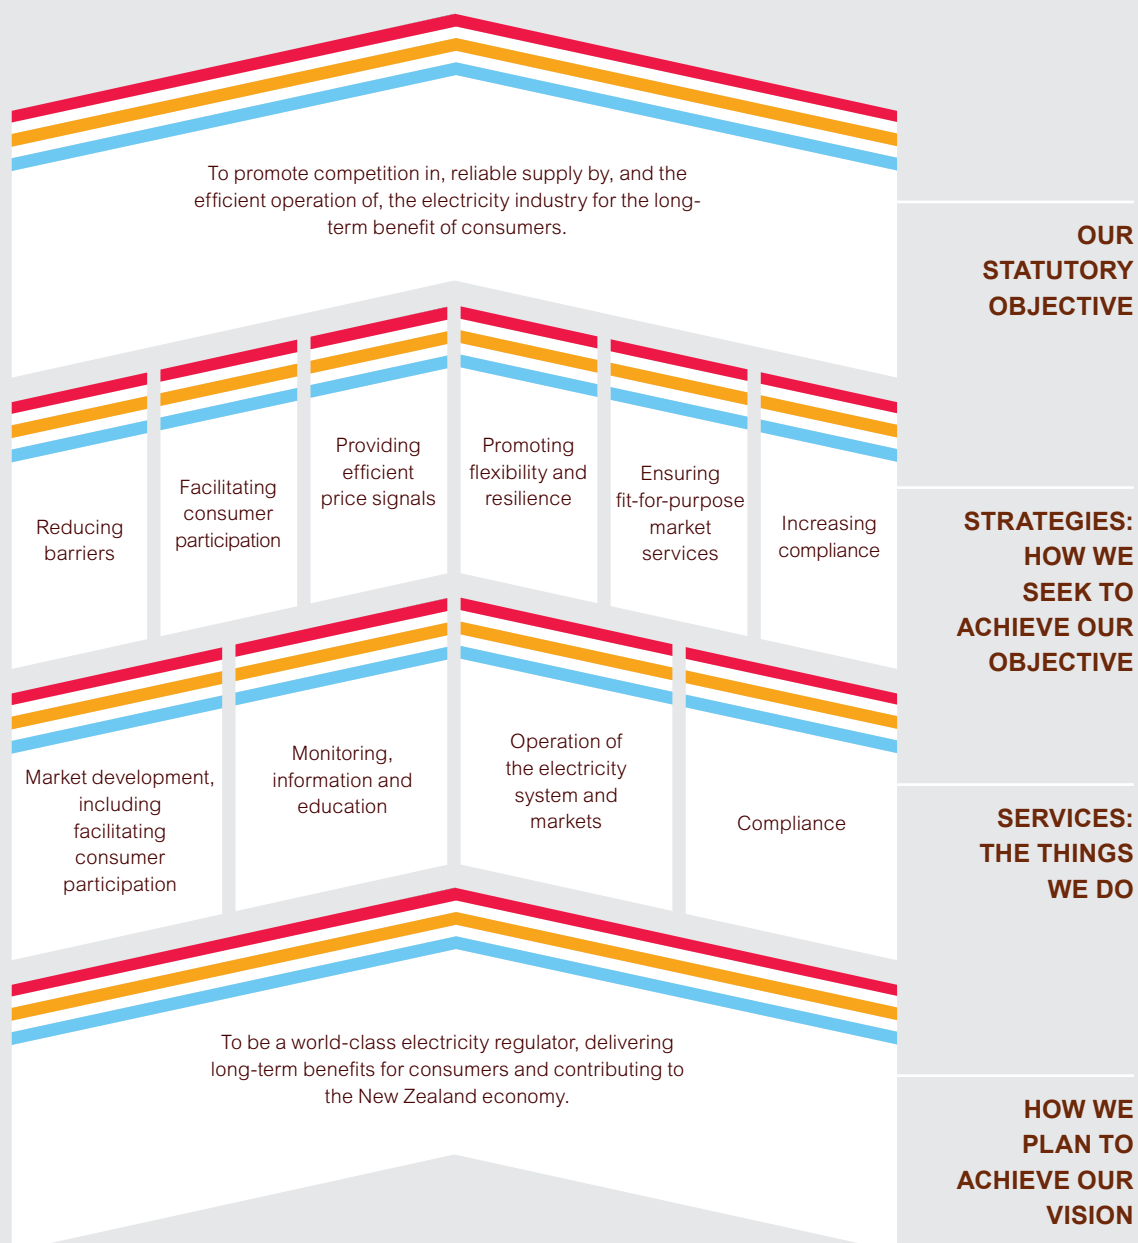 To promote competition in, reliable supply by, and the
efficient operation of, the electricity industry for the long-
term benefit of consumers.
OUR
STATUTORY
OBJECTIVE
Reducing
barriers
Facilitating
consumer
participation
Providing
efficient
price signals
Promoting
flexibility and
resilience
Ensuring
fit-for-purpose
market
services
Increasing
compliance
STRATEGIES:
HOW WE
SEEK TO
ACHIEVE OUR
OBJECTIVE
Market development,
including
facilitating
consumer
participation
Monitoring,
information and
education
Operation of
the electricity
system and
markets
Compliance
SERVICES:
THE THINGS
WE DO
To be a world-class electricity regulator, delivering
long-term benefits for consumers and contributing to
the New Zealand economy.
HOW WE
PLAN TO
ACHIEVE OUR
VISION